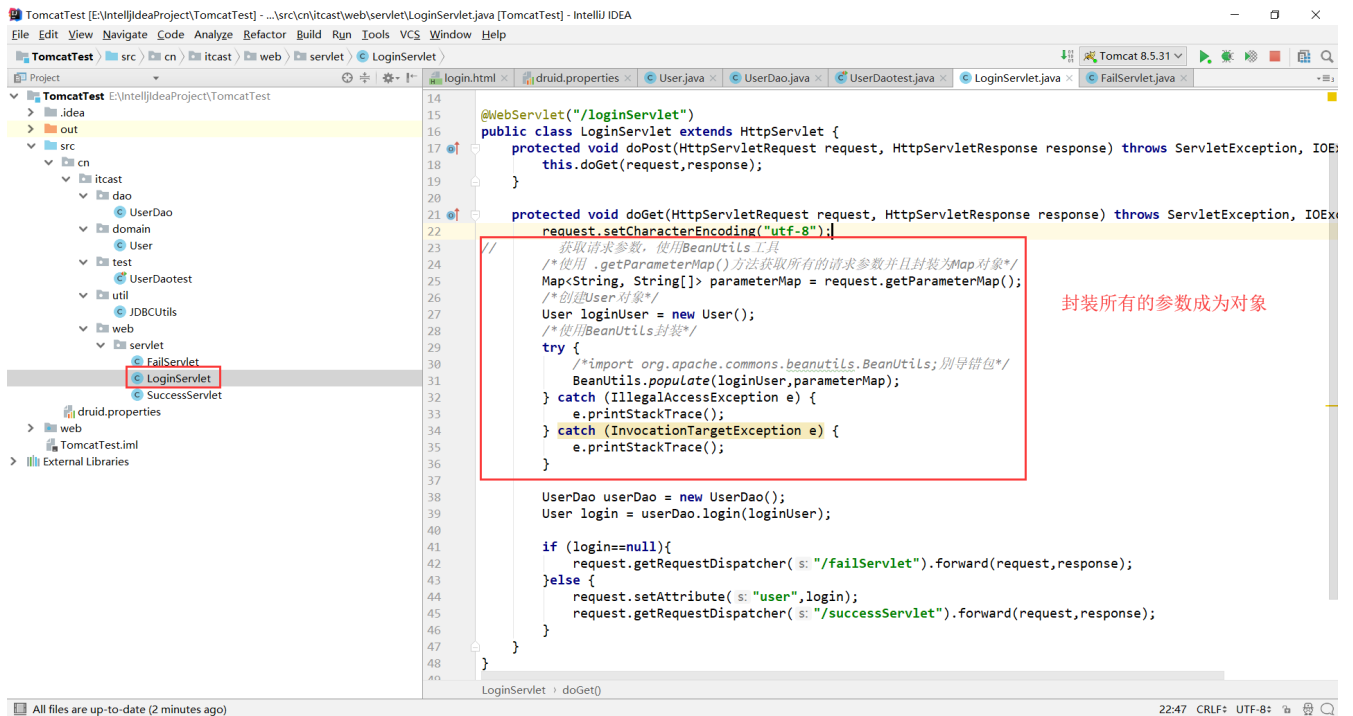 TomcatTest [E:\IntelljIdeaProject\TomcatTest] - ...\src\cn\itcast\web\servlet\LoginServlet.java [TomcatTest] - IntelliJ IDEA
File Edit View Navigate Code Analyze Refactor Build Run Tools VCS Window Help
TomcatTest src cn itcast web servlet LoginServlet
Tomcat 8.5.31
Project
login.html druid.properties User.java UserDao.java UserDaotest.java LoginServlet.java FailServlet.java
TomcatTest E:\IntelljIdeaProject\TomcatTest
.idea
out
src
cn
itcast
dao
UserDao
domain
User
test
UserDaotest
util
JDBCUtils
web
servlet
FailServlet
LoginServlet
SuccessServlet
druid.properties
web
TomcatTest.iml
External Libraries
14
15 @WebServlet("/loginServlet")
16 public class LoginServlet extends HttpServlet {
17 protected void doPost(HttpServletRequest request, HttpServletResponse response) throws ServletException, IOE
18 this.doGet(request,response);
19 }
20
21 protected void doGet(HttpServletRequest request, HttpServletResponse response) throws ServletException, IOEx
22 request.setCharacterEncoding("utf-8");
23 // 获取请求参数，使用BeanUtils工具
24 /*使用 .getParameterMap()方法获取所有的请求参数并且封装为Map对象*/
25 Map<String, String[]> parameterMap = request.getParameterMap();
26 /*创建User对象*/
27 User loginUser = new User();
28 /*使用BeanUtils封装*/
29 try {
30 /*import org.apache.commons.beanutils.BeanUtils;别导错包*/
31 BeanUtils.populate(loginUser,parameterMap);
32 } catch (IllegalAccessException e) {
33 e.printStackTrace();
34 } catch (InvocationTargetException e) {
35 e.printStackTrace();
36 }
37
38 UserDao userDao = new UserDao();
39 User login = userDao.login(loginUser);
40
41 if (login==null){
42 request.getRequestDispatcher( s: "/failServlet").forward(request,response);
43 }else {
44 request.setAttribute( s: "user",login);
45 request.getRequestDispatcher( s: "/successServlet").forward(request,response);
46 }
47 }
48 }
49
封装所有的参数成为对象
LoginServlet › doGet()
All files are up-to-date (2 minutes ago)
22:47 CRLF UTF-8